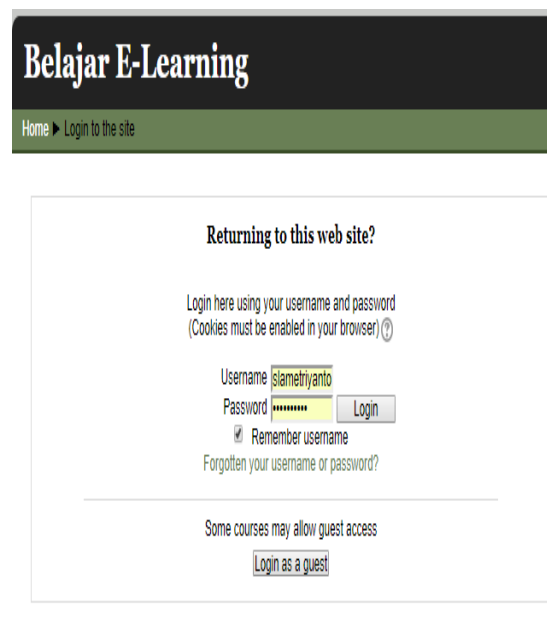 Belajar E-Learning
Home ▶ Login to the site
Returning to this web site?
Login here using your username and password
(Cookies must be enabled in your browser) ?
Username slametriyanto
Password ••••••••• Login
Remember username
Forgotten your username or password?
Some courses may allow guest access
Login as a guest